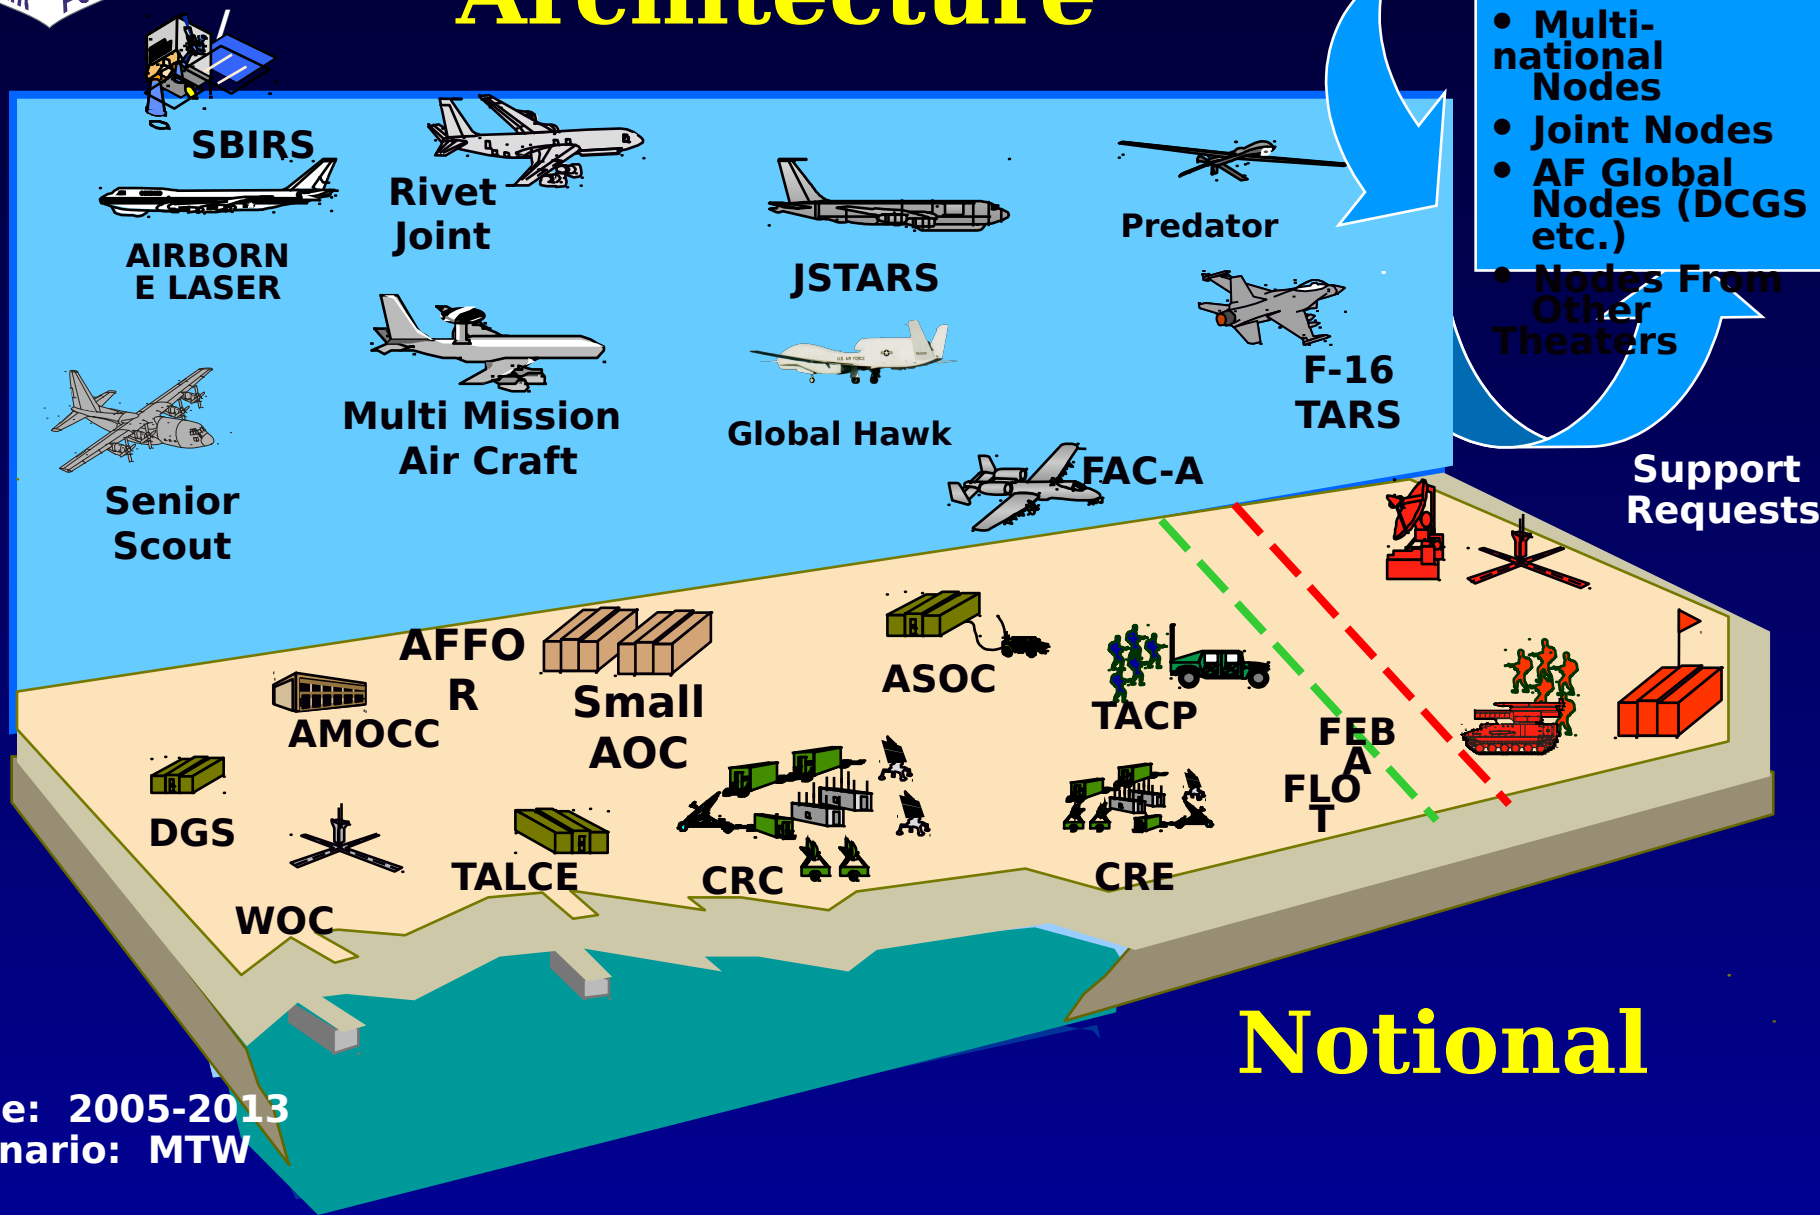 Architecture
• Multi-
national
Nodes
• Joint Nodes
• AF Global
Nodes (DCGS
etc.)
• Nodes From
Other
Theaters
SBIRS
Rivet
Joint
AIRBORN
E LASER
JSTARS
Predator
F-16
TARS
Multi Mission
Air Craft
Global Hawk
FAC-A
Senior
Scout
Support
Requests
AFFO
R
Small
AOC
ASOC
TACP
AMOCC
FEB
A
FLO
T
DGS
TALCE
CRC
CRE
WOC
Notional
e: 2005-2013
nario: MTW